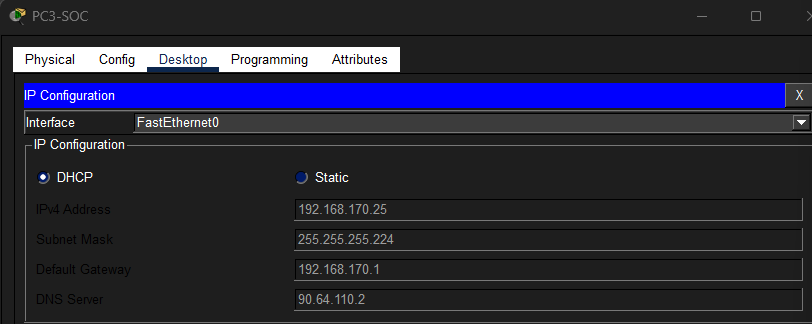 PC3-SOC
Physical Config Desktop Programming Attributes
IP Configuration X
Interface FastEthernet0
IP Configuration
DHCP Static
IPv4 Address 192.168.170.25
Subnet Mask 255.255.255.224
Default Gateway 192.168.170.1
DNS Server 90.64.110.2